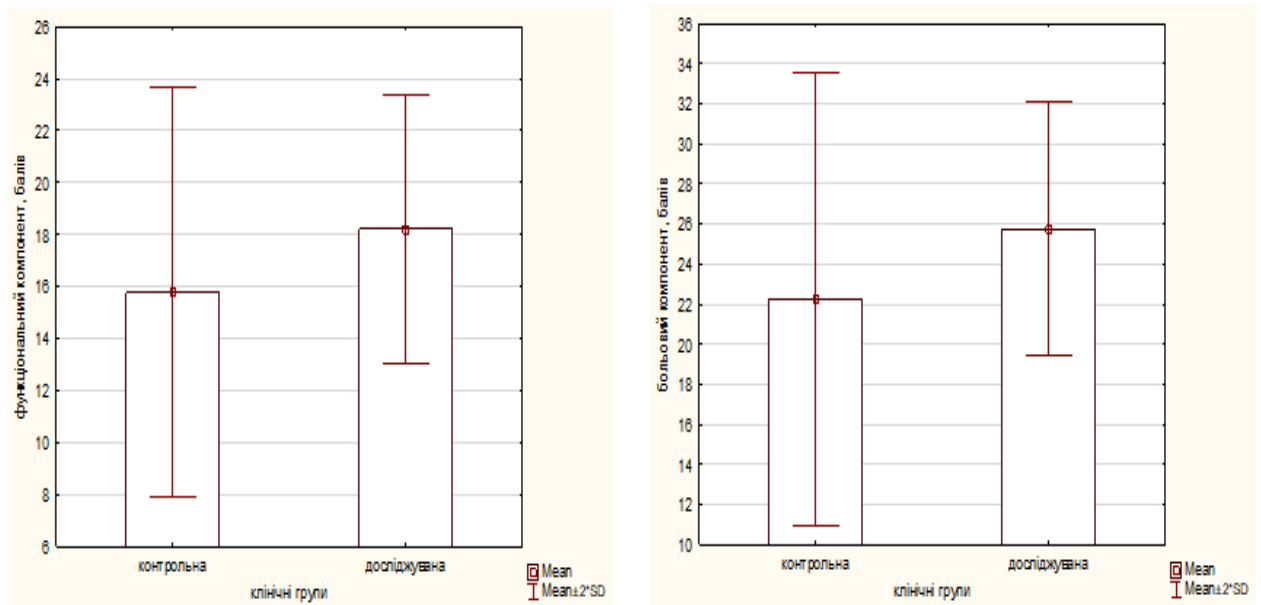 26
24
22
20
18
16
14
12
10
8
6
функціональний компонент, балів
контрольна
досліджувана
клінічні групи
Mean
Mean±2*SD
36
34
32
30
28
26
24
22
20
18
16
14
12
10
больовий компонент, балів
контрольна
досліджувана
клінічні групи
Mean
Mean±2*SD